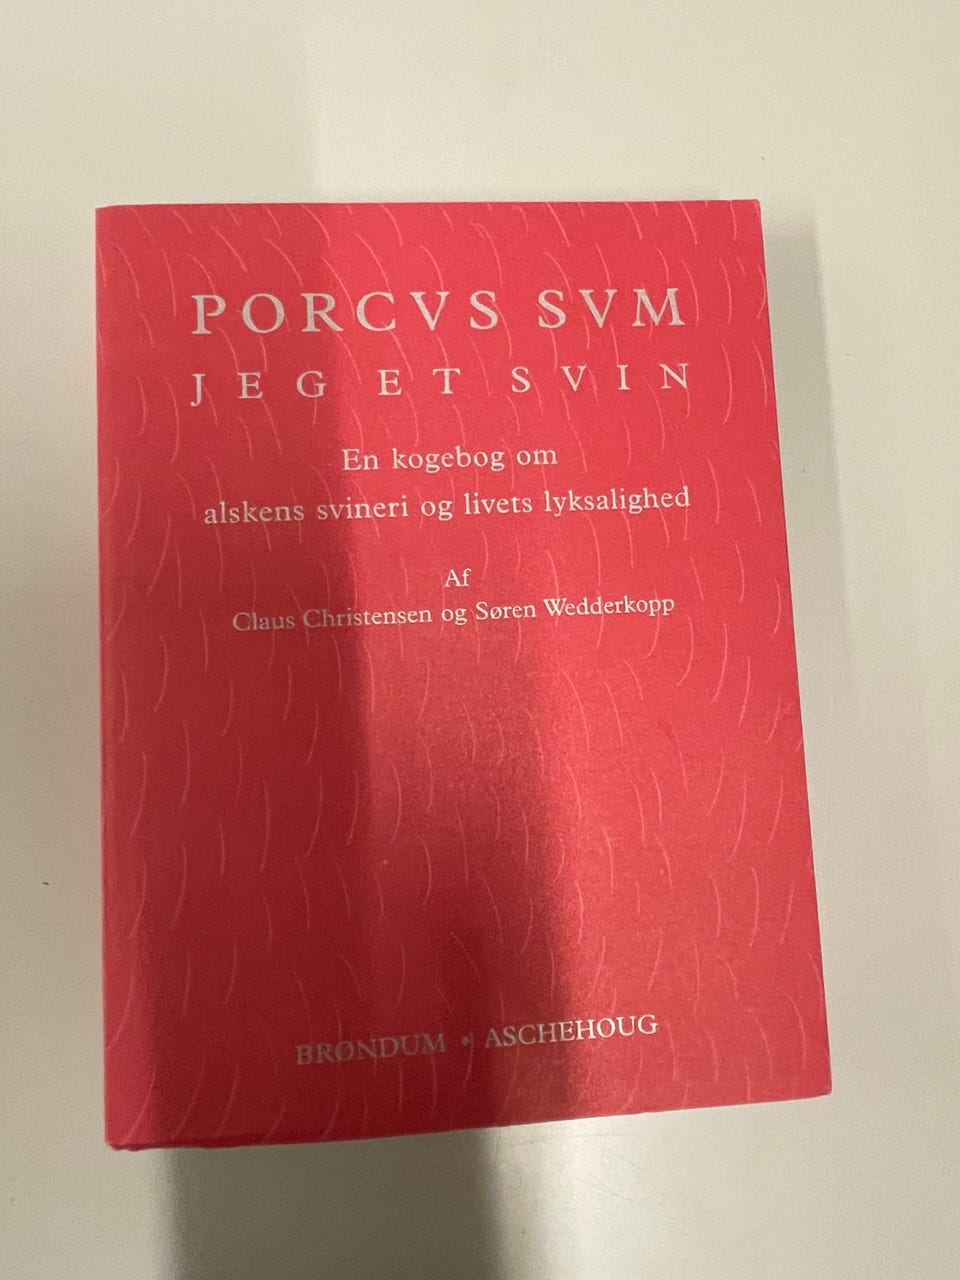 PORCVS SVM
JEG ET SVIN
En kogebog om
alskens svineri og livets lyksalighed
Af
Claus Christensen og Søren Wedderkopp
BRØNDUM • ASCHEHOUG